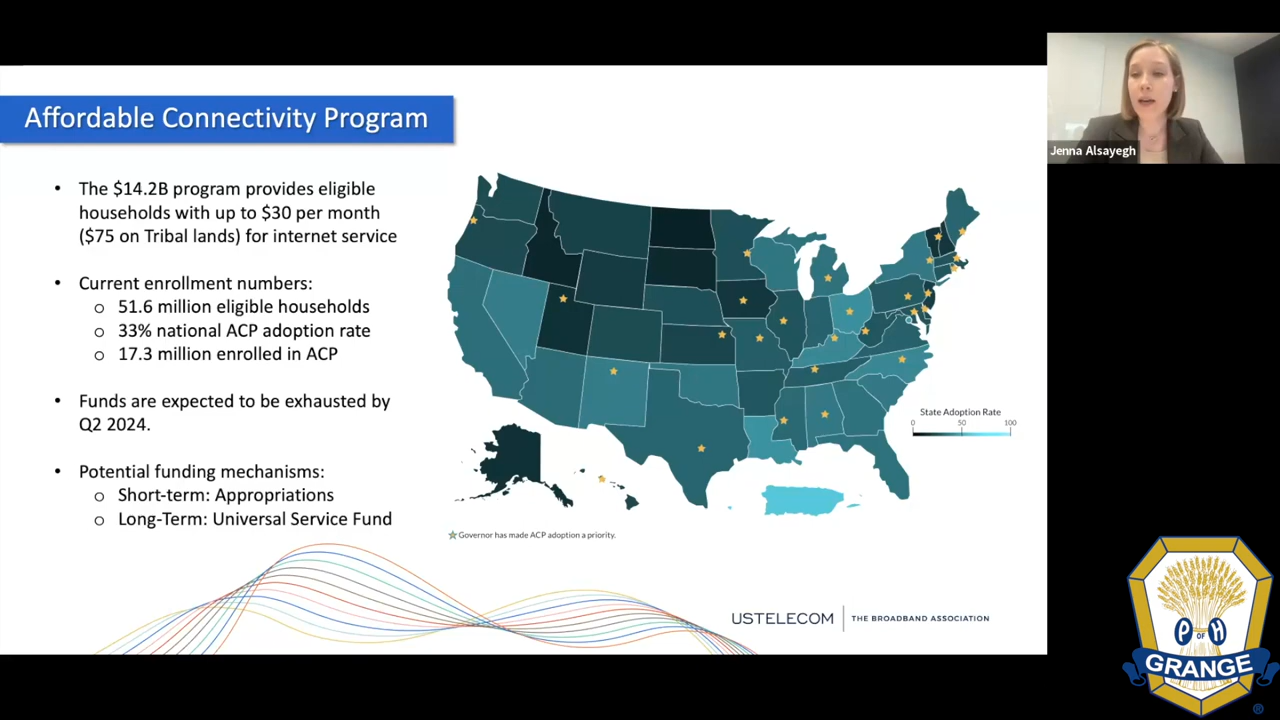 Affordable Connectivity Program
Jenna Alsayegh
• The $14.2B program provides eligible
households with up to $30 per month
($75 on Tribal lands) for internet service
• Current enrollment numbers:
o 51.6 million eligible households
o 33% national ACP adoption rate
o 17.3 million enrolled in ACP
• Funds are expected to be exhausted by
Q2 2024.
• Potential funding mechanisms:
o Short-term: Appropriations
o Long-Term: Universal Service Fund
State Adoption Rate
0 50 100
Governor has made ACP adoption a priority.
USTELECOM | THE BROADBAND ASSOCIATION
P OF H
GRANGE
®